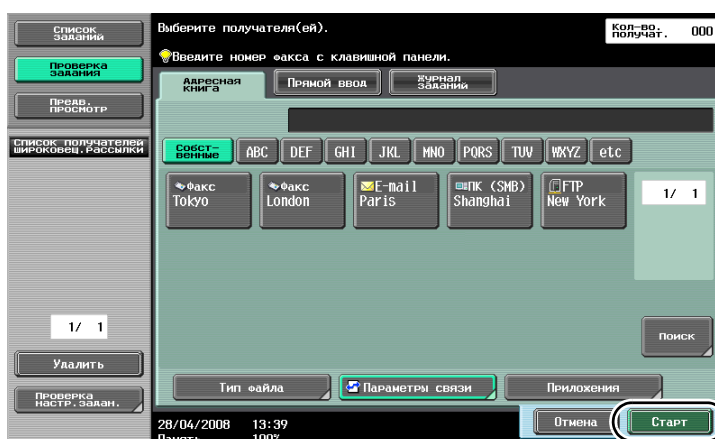 Список
заданий
Проверка
задания
Предв.
просмотр
Список получателей
широковещ.рассылки
1/ 1
Удалить
Проверка
настр.задан.
Выберите получателя(ей).
Кол-во.
получат. 000
Введите номер факса с клавишной панели.
Адресная
книга
Прямой ввод
Журнал
заданий
Собст-
венные
ABC DEF GHI JKL MNO PQRS TUV WXYZ etc
Факс
Tokyo
Факс
London
E-mail
Paris
ПК (SMB)
Shanghai
FTP
New York
1/ 1
Поиск
Тип файла
Параметры связи
Приложения
28/04/2008 13:39
Память 100%
Отмена
Старт